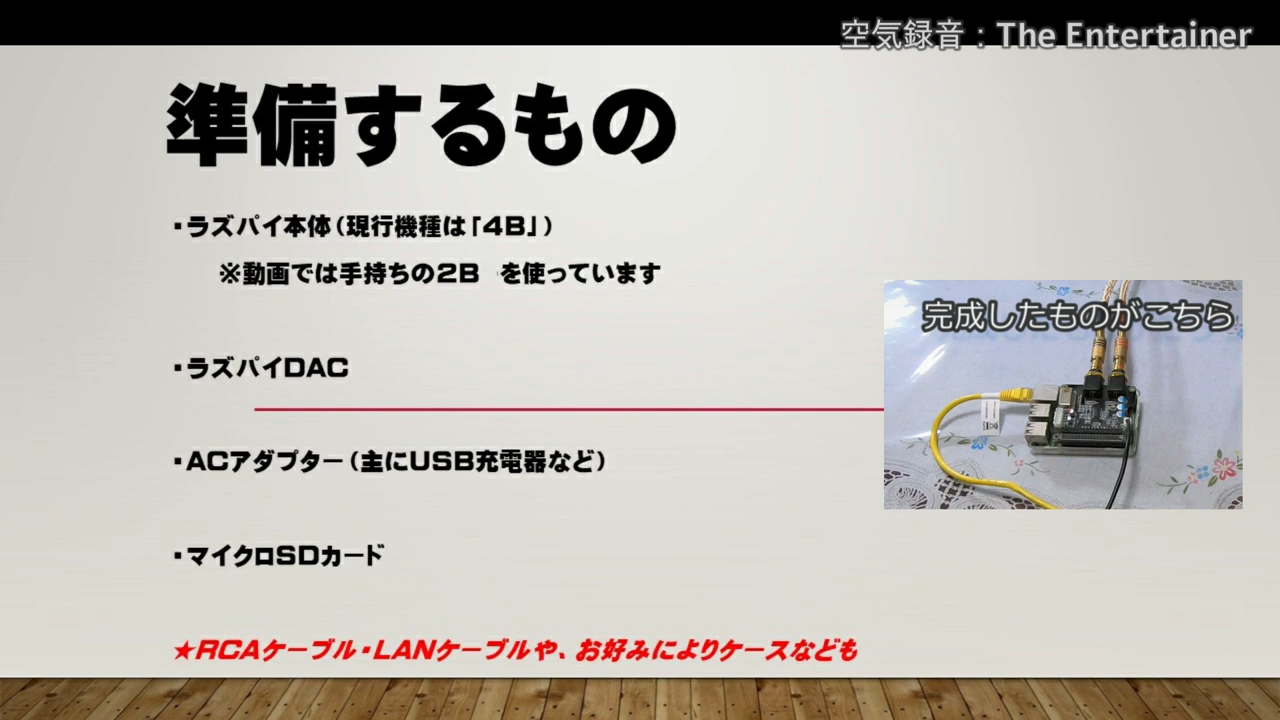 空気録音：The Entertainer
準備するもの
・ラズパイ本体（現行機種は「4B」）
※動画では手持ちの2B を使っています
・ラズパイDAC
完成したものがこちら
・ACアダプター（主にUSB充電器など）
・マイクロSDカード
★RCAケーブル・LANケーブルや、お好みによりケースなども